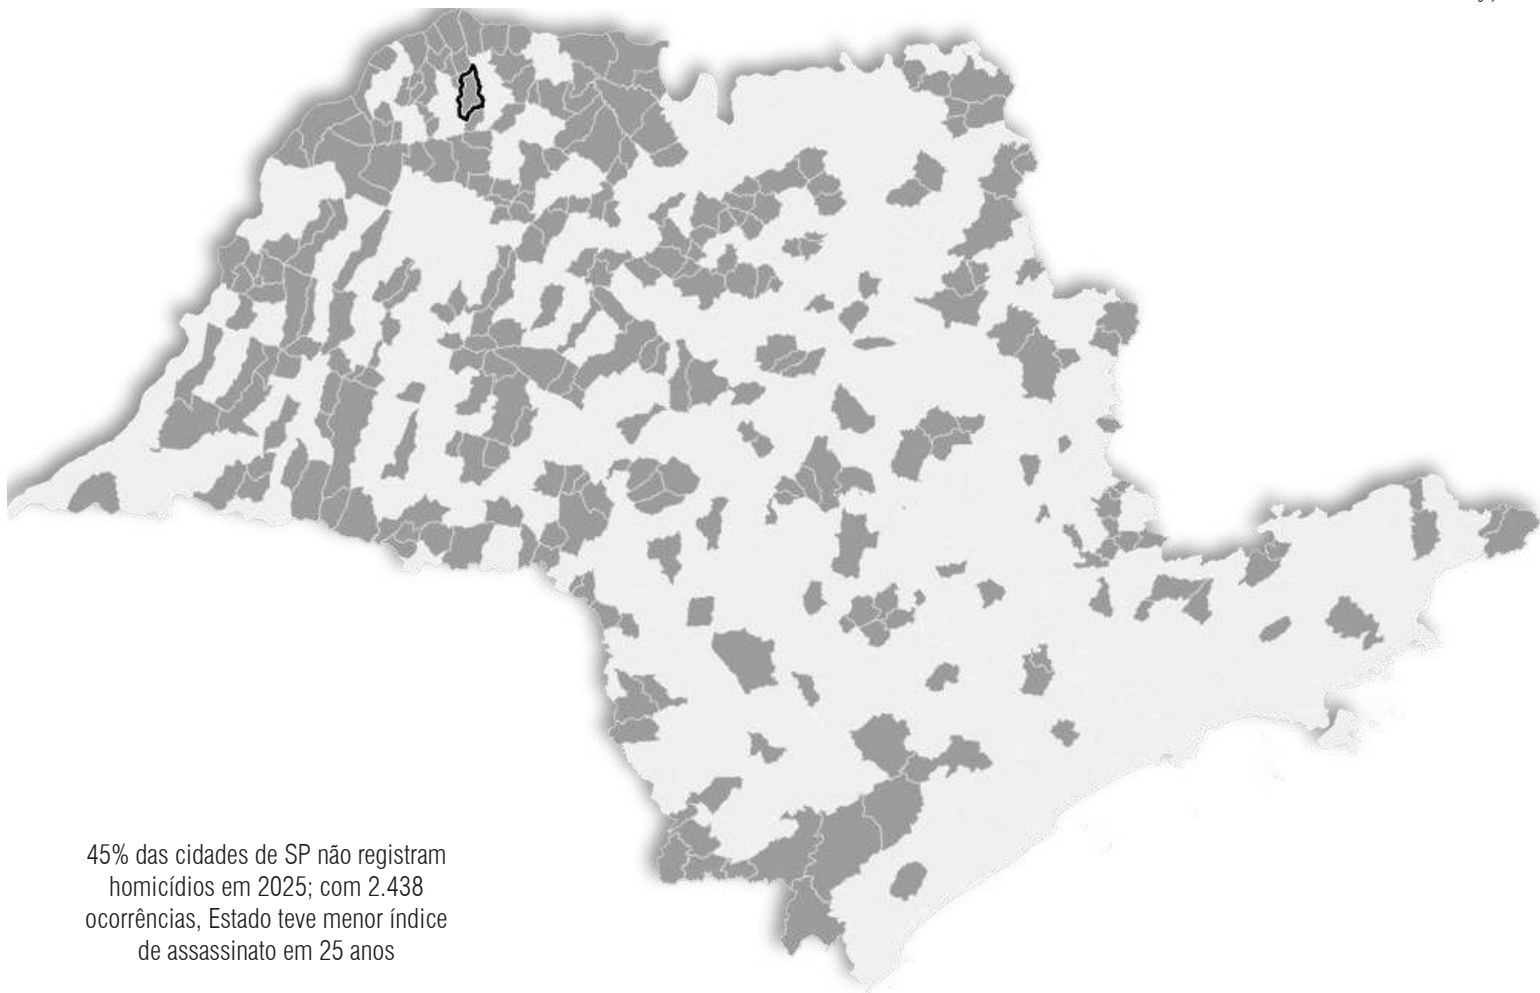 45% das cidades de SP não registram
homicídios em 2025; com 2.438
ocorrências, Estado teve menor índice
de assassinato em 25 anos